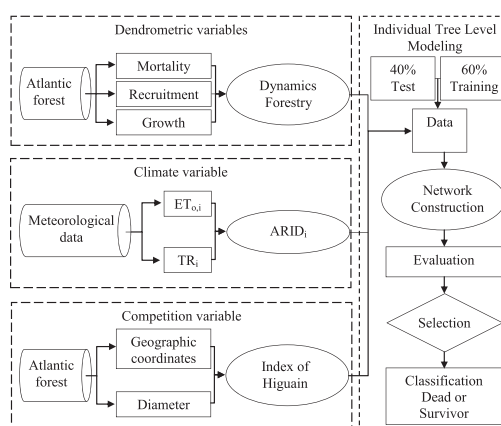 Dendrometric variables
Atlantic
forest
Mortality
Recruitment
Growth
Dynamics
Forestry
Climate variable
Meteorological
data
ETo,i
TRi
ARIDi
Competition variable
Atlantic
forest
Geographic
coordinates
Diameter
Index of
Higuain
Individual Tree Level
Modeling
40%
Test
60%
Training
Data
Network
Construction
Evaluation
Selection
Classification
Dead or
Survivor